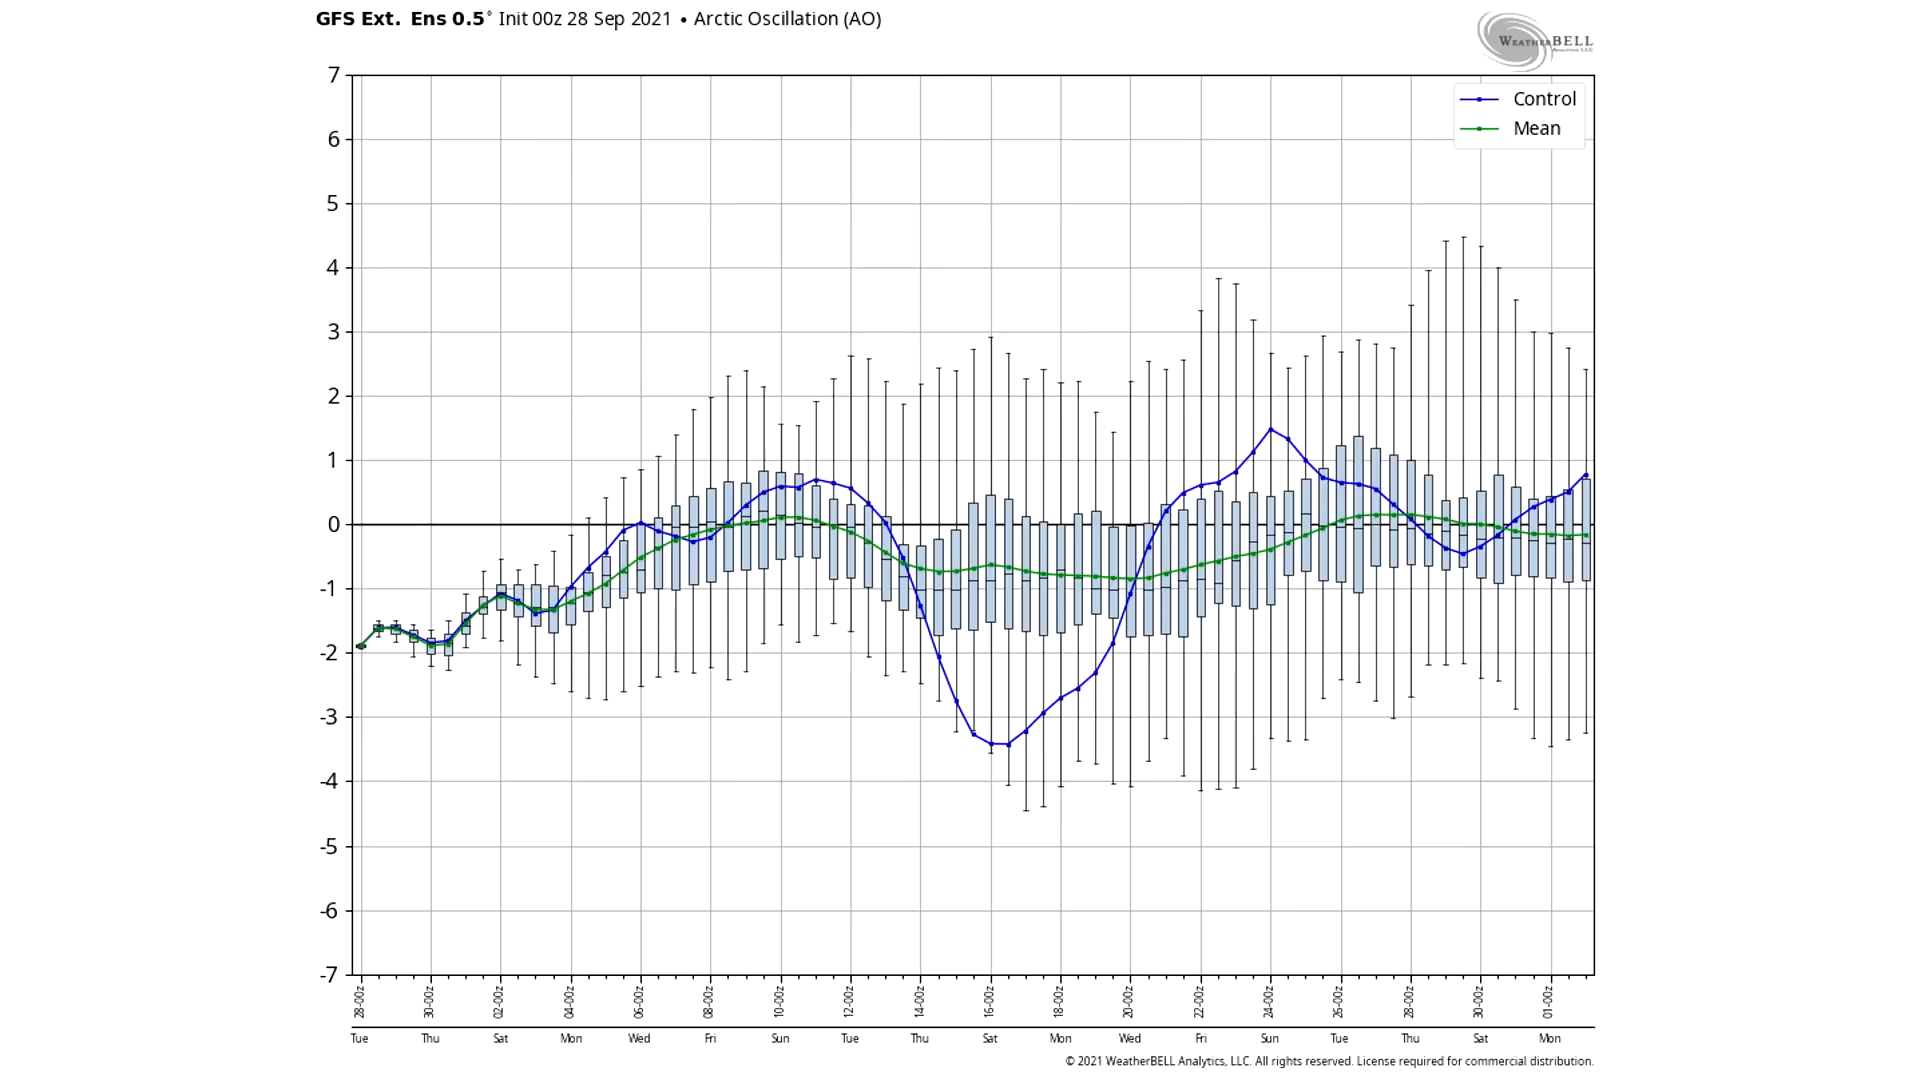 GFS Ext. Ens 0.5° Init 00z 28 Sep 2021 • Arctic Oscillation (AO)
WEATHERBELL
7
Control
Mean
6
5
4
3
2
1
0
-1
-2
-3
-4
-5
-6
-7
28-00z 30-00z 02-00z 04-00z 06-00z 08-00z 10-00z 12-00z 14-00z 16-00z 18-00z 20-00z 22-00z 24-00z 26-00z 28-00z 30-00z 01-00z
Tue Thu Sat Mon Wed Fri Sun Tue Thu Sat Mon Wed Fri Sun Tue Thu Sat Mon
© 2021 WeatherBELL Analytics, LLC. All rights reserved. License required for commercial distribution.